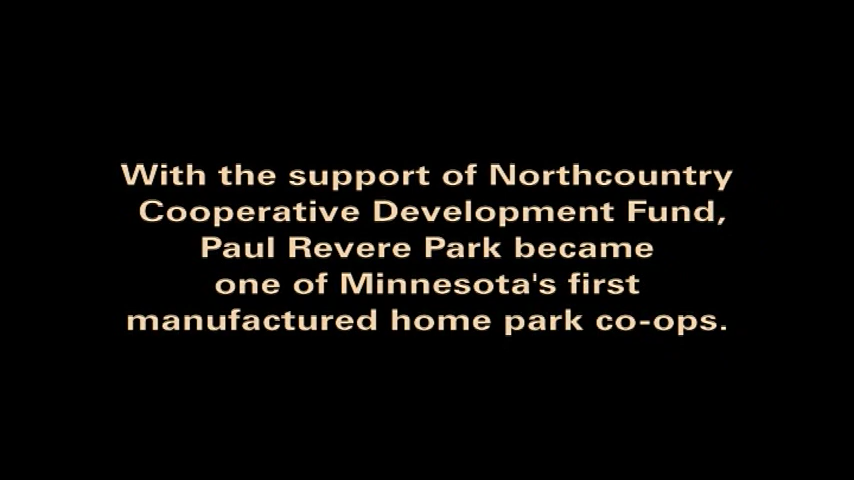 With the support of Northcountry
Cooperative Development Fund,
Paul Revere Park became
one of Minnesota's first
manufactured home park co-ops.